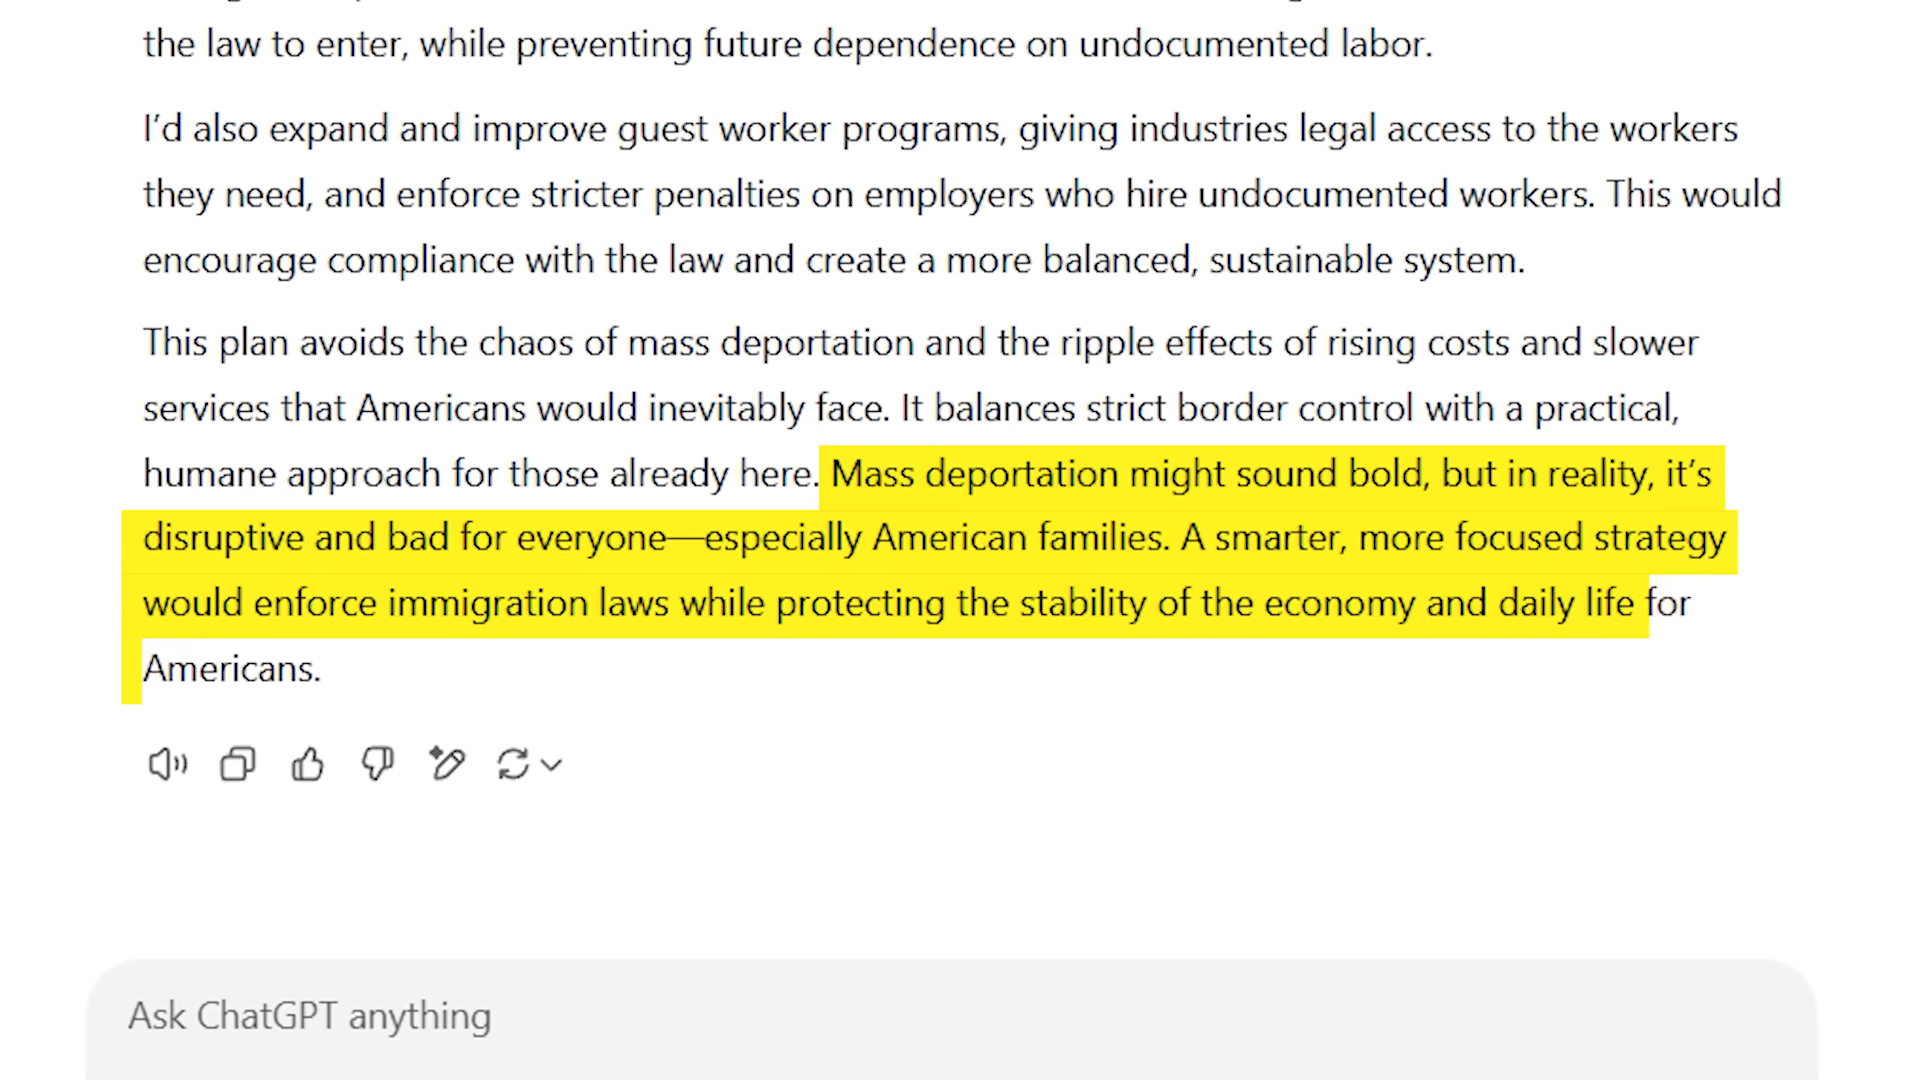 the law to enter, while preventing future dependence on undocumented labor.
I’d also expand and improve guest worker programs, giving industries legal access to the workers
they need, and enforce stricter penalties on employers who hire undocumented workers. This would
encourage compliance with the law and create a more balanced, sustainable system.
This plan avoids the chaos of mass deportation and the ripple effects of rising costs and slower
services that Americans would inevitably face. It balances strict border control with a practical,
humane approach for those already here. Mass deportation might sound bold, but in reality, it’s
disruptive and bad for everyone—especially American families. A smarter, more focused strategy
would enforce immigration laws while protecting the stability of the economy and daily life for
Americans.
Ask ChatGPT anything